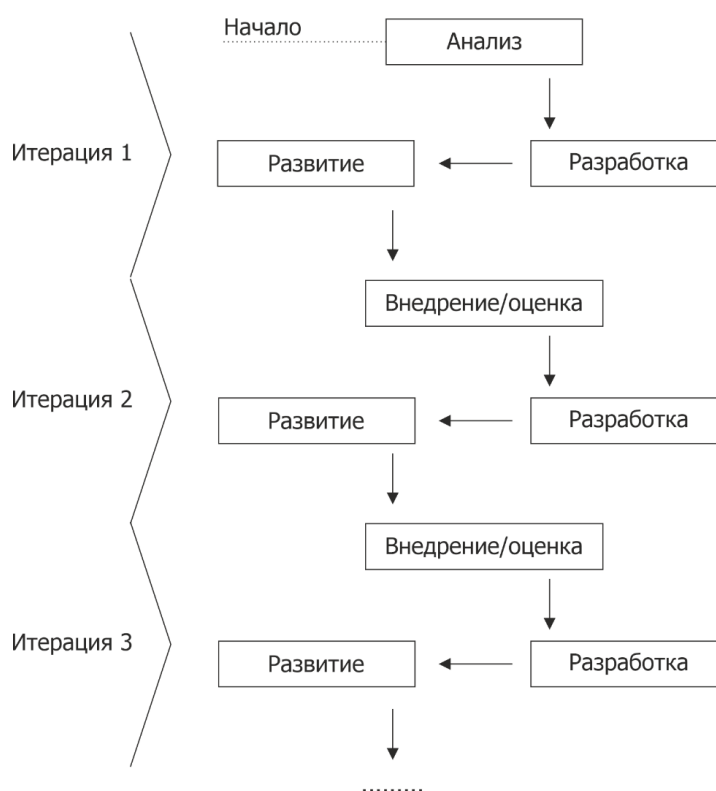 Начало
Анализ
Итерация 1
Развитие
Разработка
Внедрение/оценка
Итерация 2
Развитие
Разработка
Внедрение/оценка
Итерация 3
Развитие
Разработка
.........